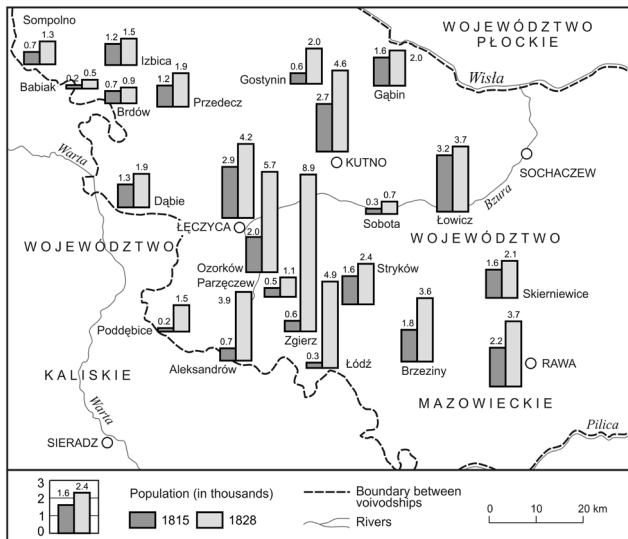 Sompolno
0.7 1.3
1.2 1.5
Izbica
Babiak
0.2 0.5
0.7 0.9
Brdów
1.2 1.9
Przedecz
Gostynin
0.6 2.0
2.7 4.6
KUTNO
1.6 2.0
Gąbin
WOJEWÓDZTWO
PŁOCKIE
Wisła
SOCHACZEW
Bzura
3.2 3.7
Łowicz
0.3 0.7
Sobota
Warta
1.3 1.9
Dąbie
2.9 4.2
ŁĘCZYCA
2.0 5.7
Ozorków
Parzęczew
0.5 1.1
0.6 8.9
Zgierz
1.6 2.4
Stryków
WOJEWÓDZTWO
KALISKIE
WOJEWÓDZTWO
MAZOWIECKIE
1.6 2.1
Skierniewice
0.2 1.5
Poddębice
0.7 3.9
Aleksandrów
0.3 4.9
Łódź
1.8 3.6
Brzeziny
2.2 3.7
RAWA
Warta
SIERADZ
Pilica
3
2
1
0
1.6 2.4
Population (in thousands)
1815 1828
Boundary between
voivodships
Rivers
0 10 20 km